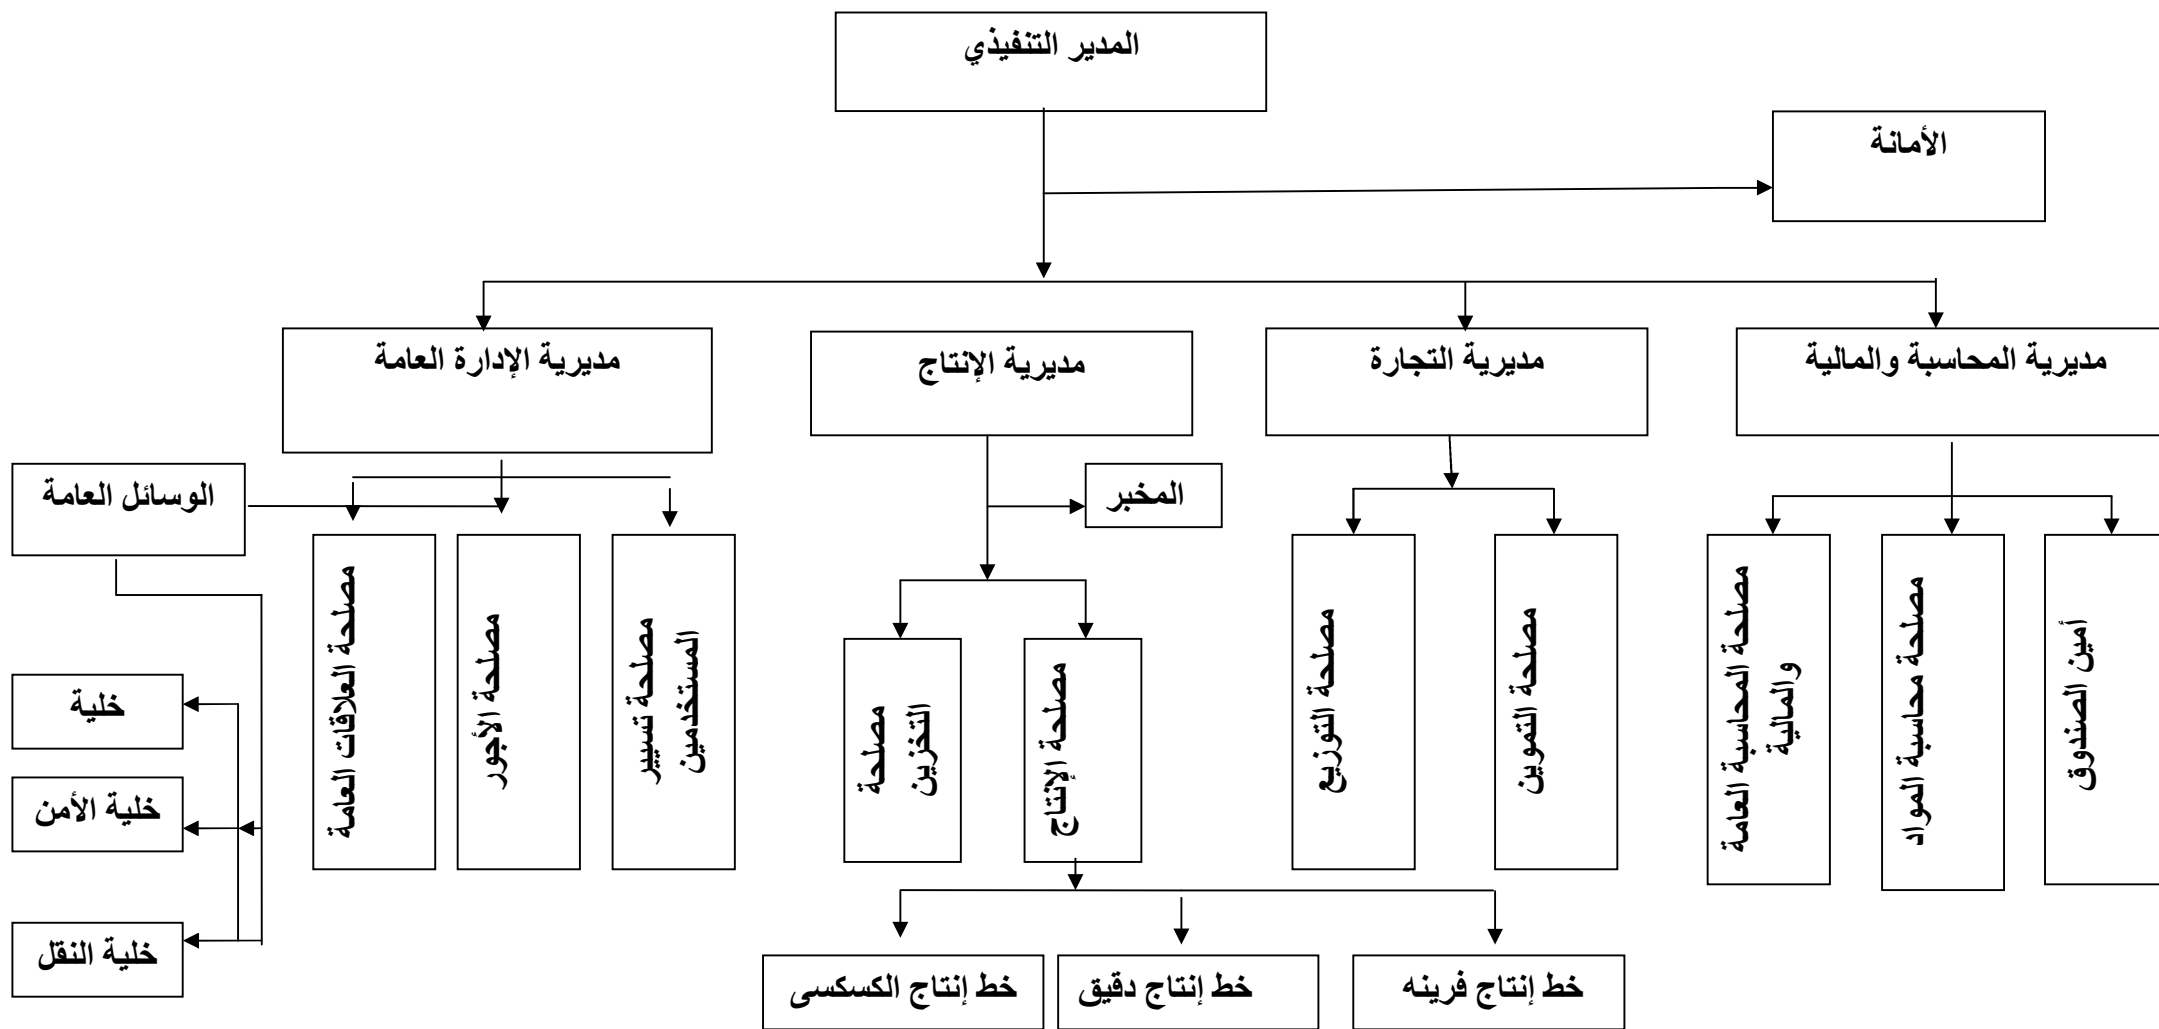 المدير التنفيذي
الأمانة
مديرية المحاسبة والمالية
مديرية التجارة
مديرية الإنتاج
مديرية الإدارة العامة
المخبر
الوسائل العامة
أمين الصندوق
مصلحة محاسبة المواد
مصلحة المحاسبة العامة
والمالية
مصلحة التموين
مصلحة التوزيع
مصلحة الإنتاج
مصلحة
التخزين
مصلحة تسيير
المستخدمين
مصلحة الأجور
مصلحة العلاقات العامة
خلية
خلية الأمن
خلية النقل
خط إنتاج فرينه
خط إنتاج دقيق
خط إنتاج الكسكسى